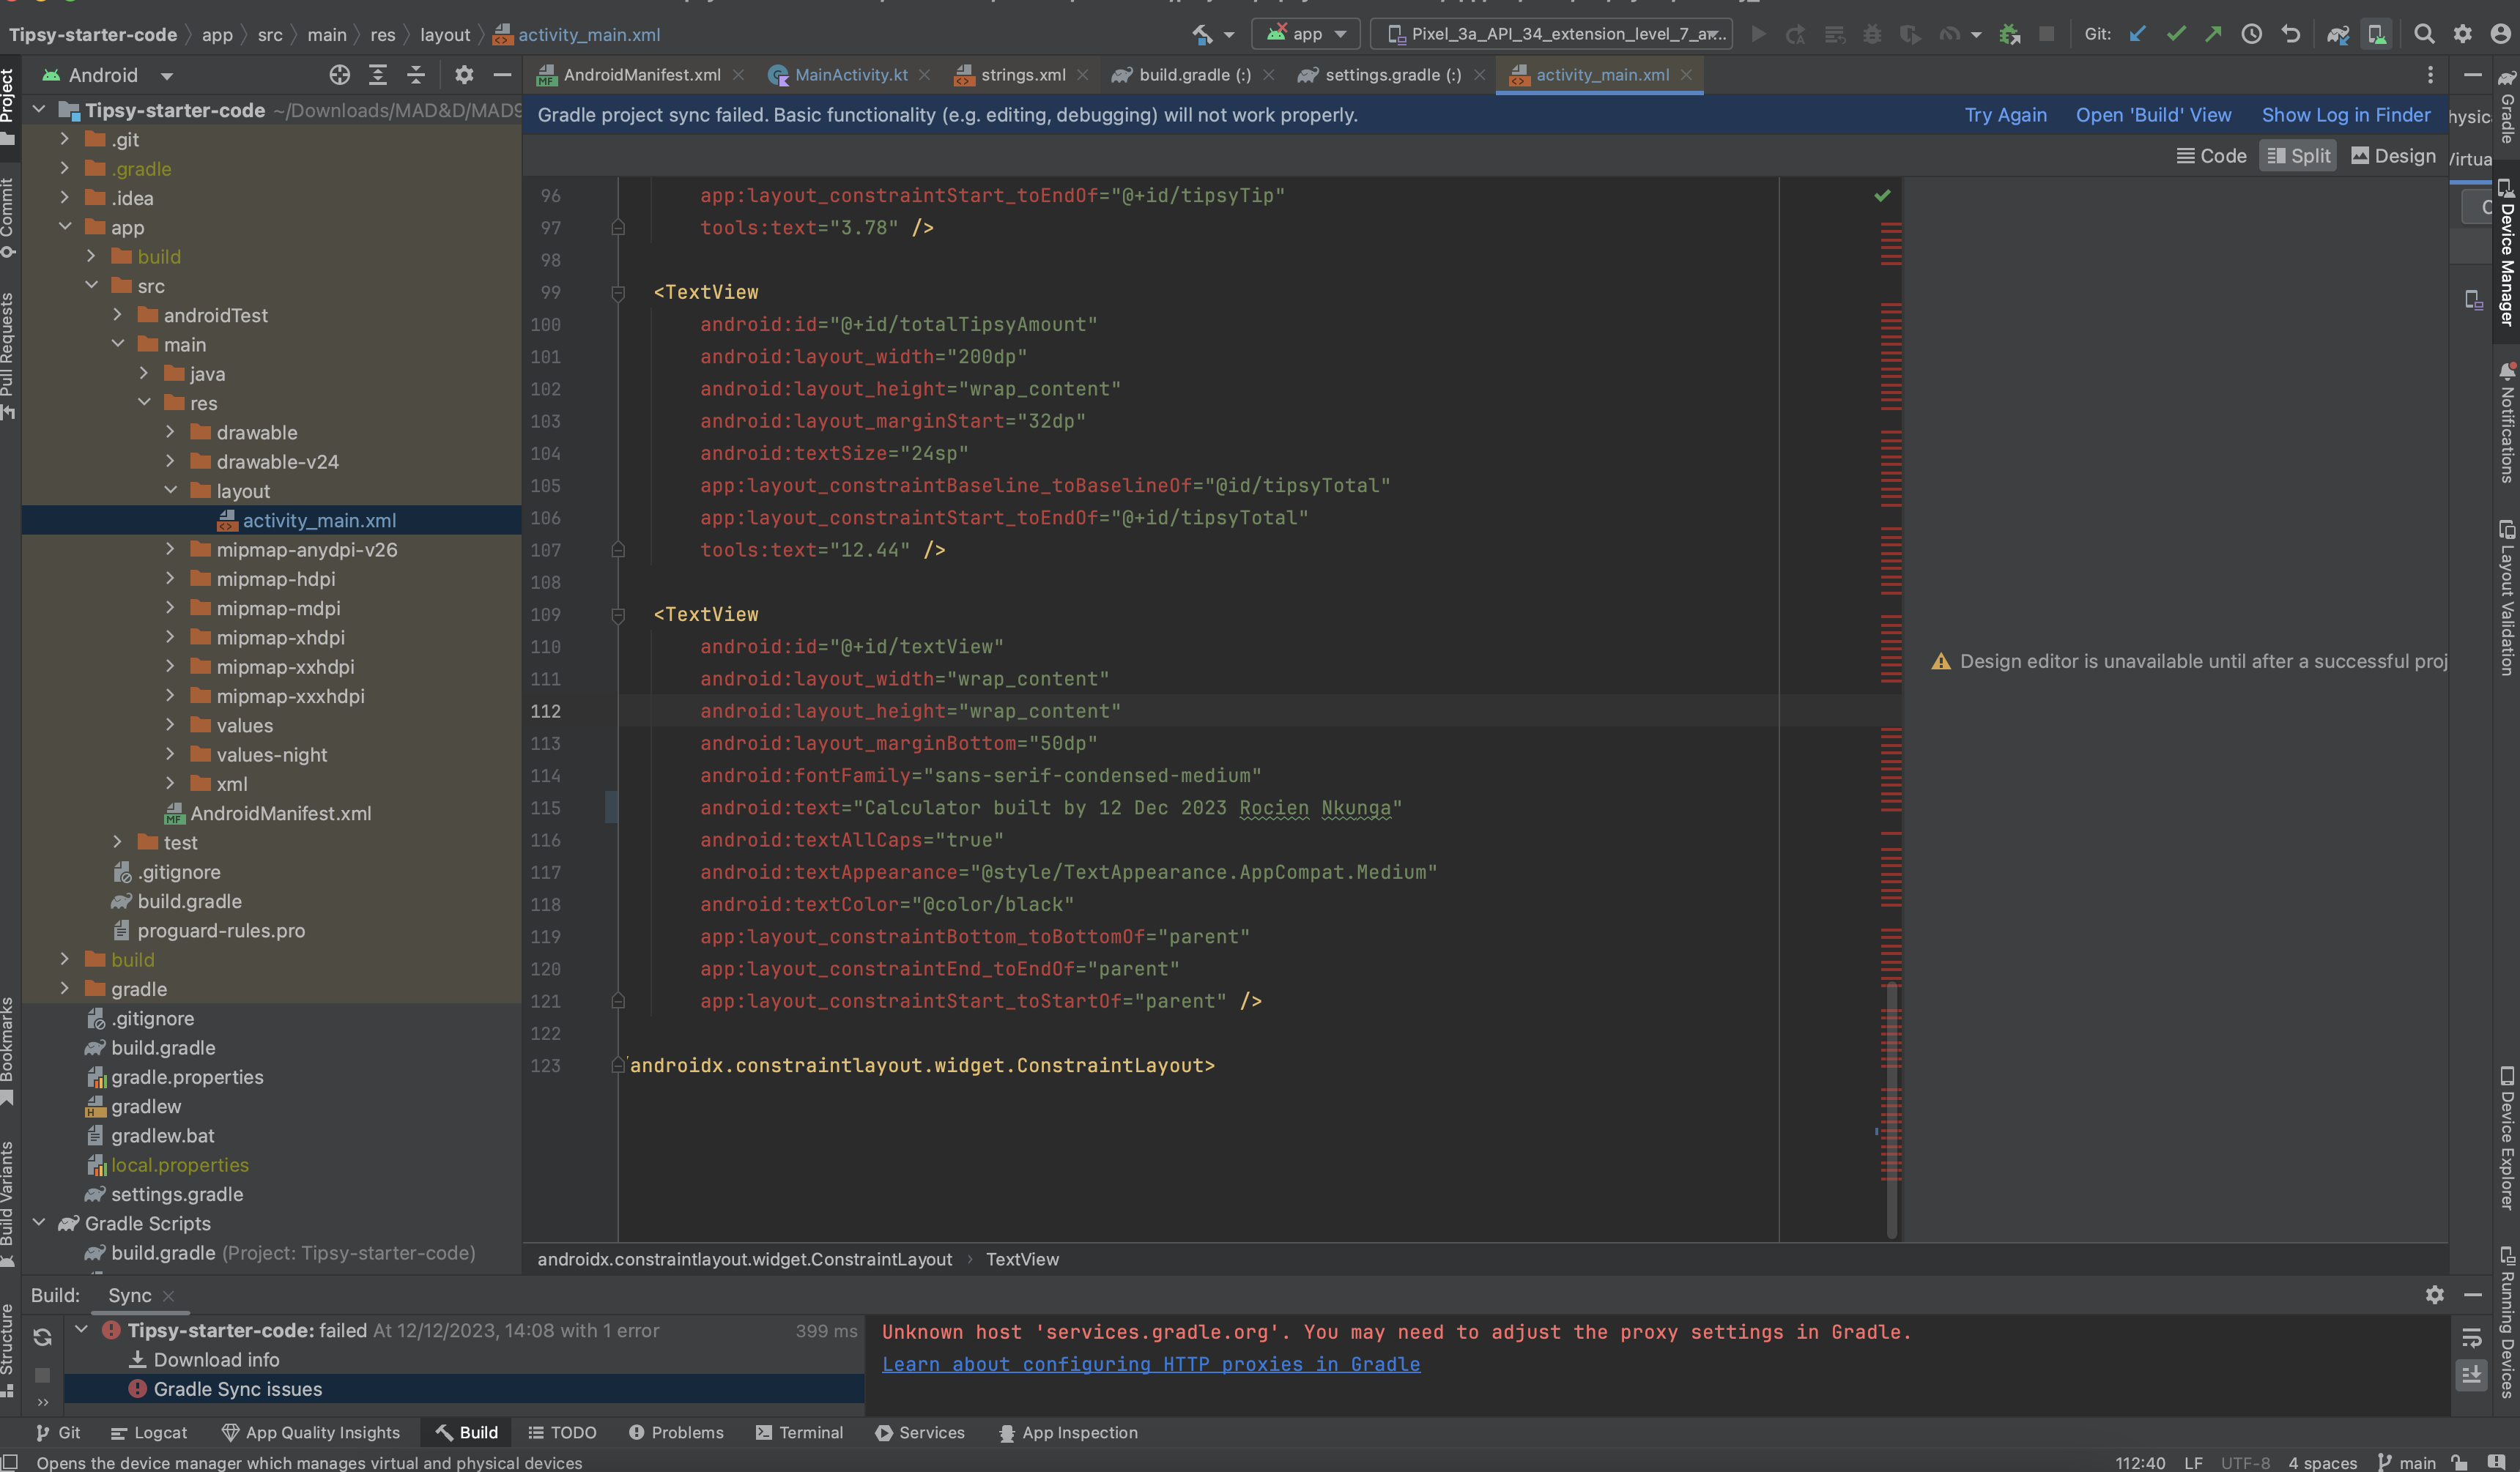 Tipsy-starter-code app src main res layout activity_main.xml
app Pixel_3a_API_34_extension_level_7_a Git:
Project
Android
AndroidManifest.xml MainActivity.kt strings.xml build.gradle (:) settings.gradle (:) activity_main.xml
Gradle project sync failed. Basic functionality (e.g. editing, debugging) will not work properly.
Try Again Open 'Build' View Show Log in Finder
Code Split Design
Commit
Pull Requests
Bookmarks
Build Variants
Structure
Tipsy-starter-code ~/Downloads/MAD&D/MAD9
.git
.gradle
.idea
app
build
src
androidTest
main
java
res
drawable
drawable-v24
layout
activity_main.xml
mipmap-anydpi-v26
mipmap-hdpi
mipmap-mdpi
mipmap-xhdpi
mipmap-xxhdpi
mipmap-xxxhdpi
values
values-night
xml
AndroidManifest.xml
test
.gitignore
build.gradle
proguard-rules.pro
build
gradle
.gitignore
build.gradle
gradle.properties
gradlew
gradlew.bat
local.properties
settings.gradle
Gradle Scripts
build.gradle (Project: Tipsy-starter-code)
96 app:layout_constraintStart_toEndOf="@+id/tipsyTip"
97 tools:text="3.78" />
98
99 <TextView
100 android:id="@+id/totalTipsyAmount"
101 android:layout_width="200dp"
102 android:layout_height="wrap_content"
103 android:layout_marginStart="32dp"
104 android:textSize="24sp"
105 app:layout_constraintBaseline_toBaselineOf="@id/tipsyTotal"
106 app:layout_constraintStart_toEndOf="@+id/tipsyTotal"
107 tools:text="12.44" />
108
109 <TextView
110 android:id="@+id/textView"
111 android:layout_width="wrap_content"
112 android:layout_height="wrap_content"
113 android:layout_marginBottom="50dp"
114 android:fontFamily="sans-serif-condensed-medium"
115 android:text="Calculator built by 12 Dec 2023 Rocien Nkunga"
116 android:textAllCaps="true"
117 android:textAppearance="@style/TextAppearance.AppCompat.Medium"
118 android:textColor="@color/black"
119 app:layout_constraintBottom_toBottomOf="parent"
120 app:layout_constraintEnd_toEndOf="parent"
121 app:layout_constraintStart_toStartOf="parent" />
122
123 androidx.constraintlayout.widget.ConstraintLayout>
Design editor is unavailable until after a successful proj
Gradle
Device Manager
Notifications
Layout Validation
Device Explorer
Running Devices
androidx.constraintlayout.widget.ConstraintLayout TextView
Build: Sync
Tipsy-starter-code: failed At 12/12/2023, 14:08 with 1 error 399 ms
Download info
Gradle Sync issues
Unknown host 'services.gradle.org'. You may need to adjust the proxy settings in Gradle.
Learn about configuring HTTP proxies in Gradle
Git Logcat App Quality Insights Build TODO Problems Terminal Services App Inspection
Opens the device manager which manages virtual and physical devices
112:40 LF UTF-8 4 spaces main